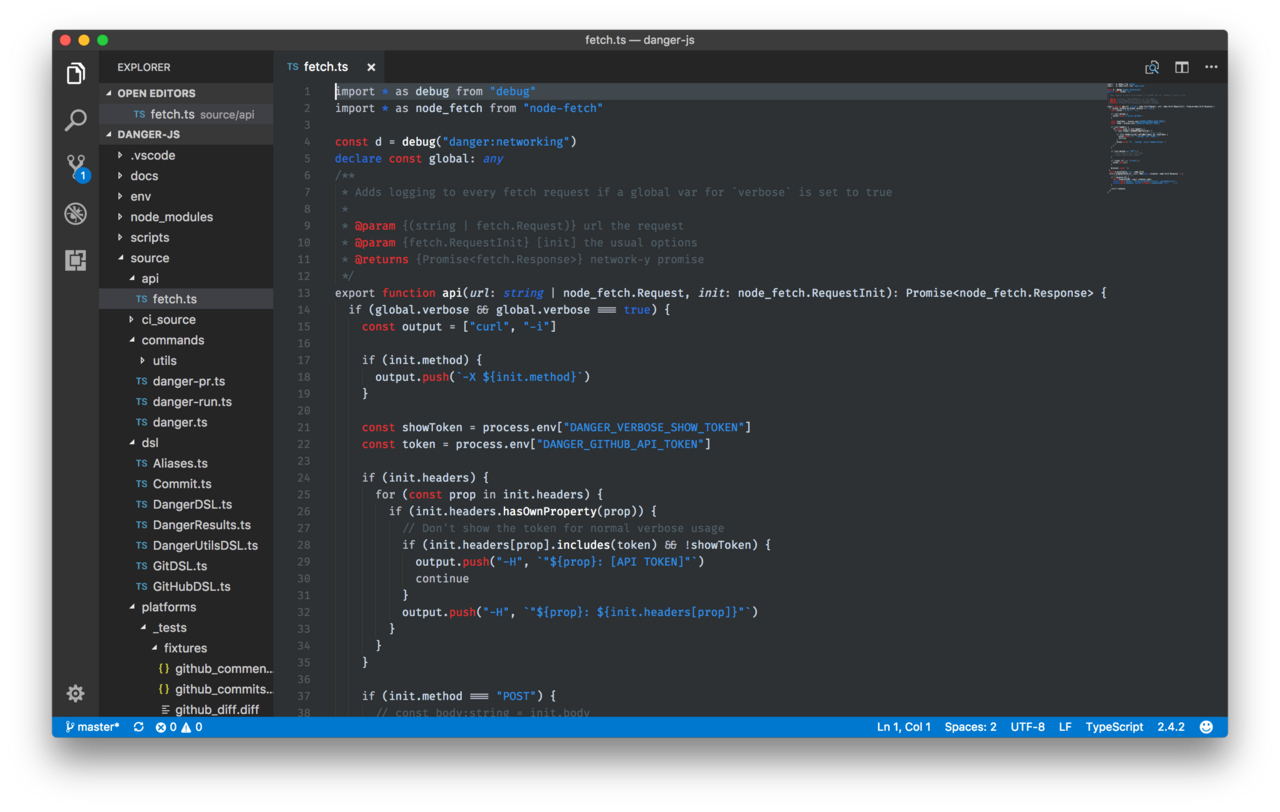 fetch.ts — danger-js
EXPLORER
OPEN EDITORS
TS fetch.ts source/api
DANGER-JS
.vscode
docs
env
node_modules
scripts
source
api
TS fetch.ts
ci_source
commands
utils
TS danger-pr.ts
TS danger-run.ts
TS danger.ts
dsl
TS Aliases.ts
TS Commit.ts
TS DangerDSL.ts
TS DangerResults.ts
TS DangerUtilsDSL.ts
TS GitDSL.ts
TS GitHubDSL.ts
platforms
_tests
fixtures
{} github_commen...
{} github_commits...
github_diff.diff
1
TS fetch.ts ×
1 import * as debug from "debug"
2 import * as node_fetch from "node-fetch"
3
4 const d = debug("danger:networking")
5 declare const global: any
6 /**
7 * Adds logging to every fetch request if a global var for `verbose` is set to true
8 *
9 * @param {(string | fetch.Request)} url the request
10 * @param {fetch.RequestInit} [init] the usual options
11 * @returns {Promise<fetch.Response>} network-y promise
12 */
13 export function api(url: string | node_fetch.Request, init: node_fetch.RequestInit): Promise<node_fetch.Response> {
14 if (global.verbose && global.verbose === true) {
15 const output = ["curl", "-i"]
16
17 if (init.method) {
18 output.push(`-X ${init.method}`)
19 }
20
21 const showToken = process.env["DANGER_VERBOSE_SHOW_TOKEN"]
22 const token = process.env["DANGER_GITHUB_API_TOKEN"]
23
24 if (init.headers) {
25 for (const prop in init.headers) {
26 if (init.headers.hasOwnProperty(prop)) {
27 // Don't show the token for normal verbose usage
28 if (init.headers[prop].includes(token) && !showToken) {
29 output.push("-H", `"${prop}: [API TOKEN]"`)
30 continue
31 }
32 output.push("-H", `"${prop}: ${init.headers[prop]}"`)
33 }
34 }
35 }
36
37 if (init.method === "POST") {
38 // const body:string = init.body
master* 0 0
Ln 1, Col 1 Spaces: 2 UTF-8 LF TypeScript 2.4.2